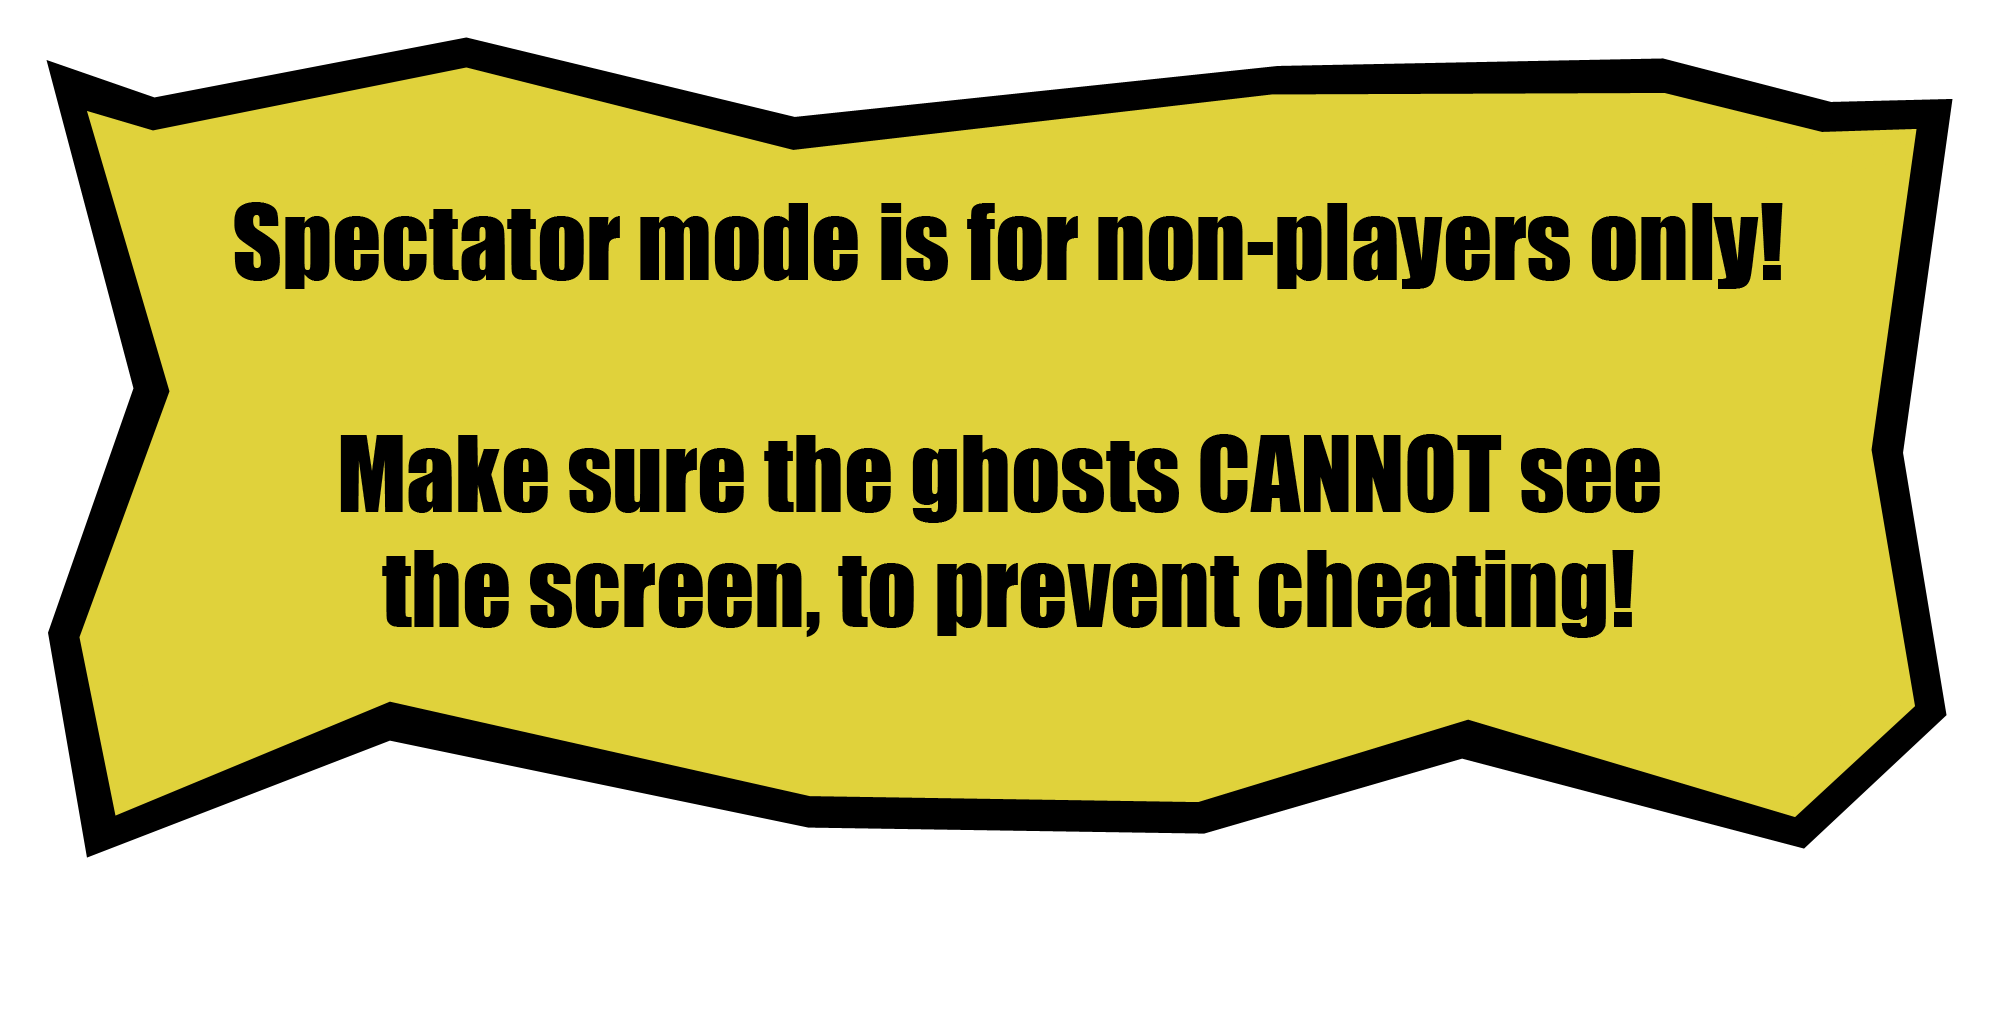 Spectator mode is for non-players only!
Make sure the ghosts CANNOT see
the screen, to prevent cheating!